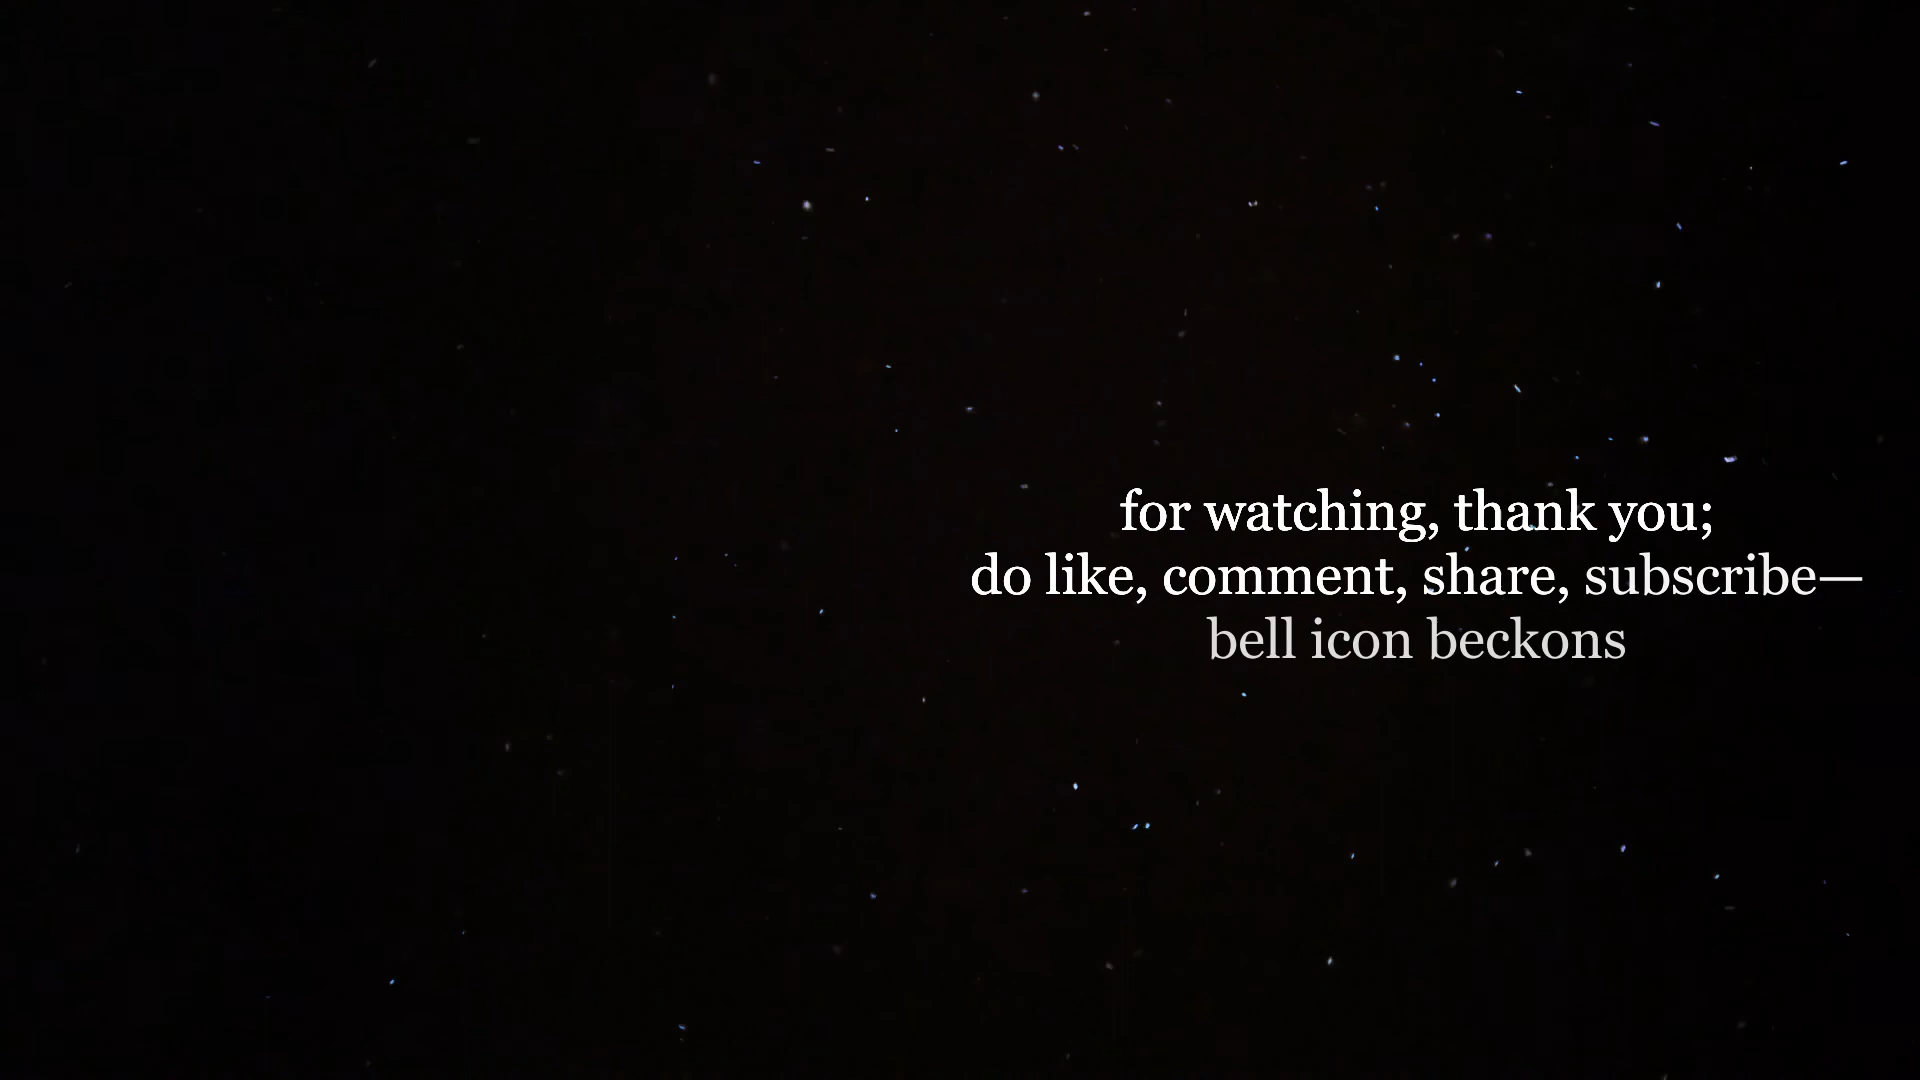 for watching, thank you;
do like, comment, share, subscribe—
bell icon beckons